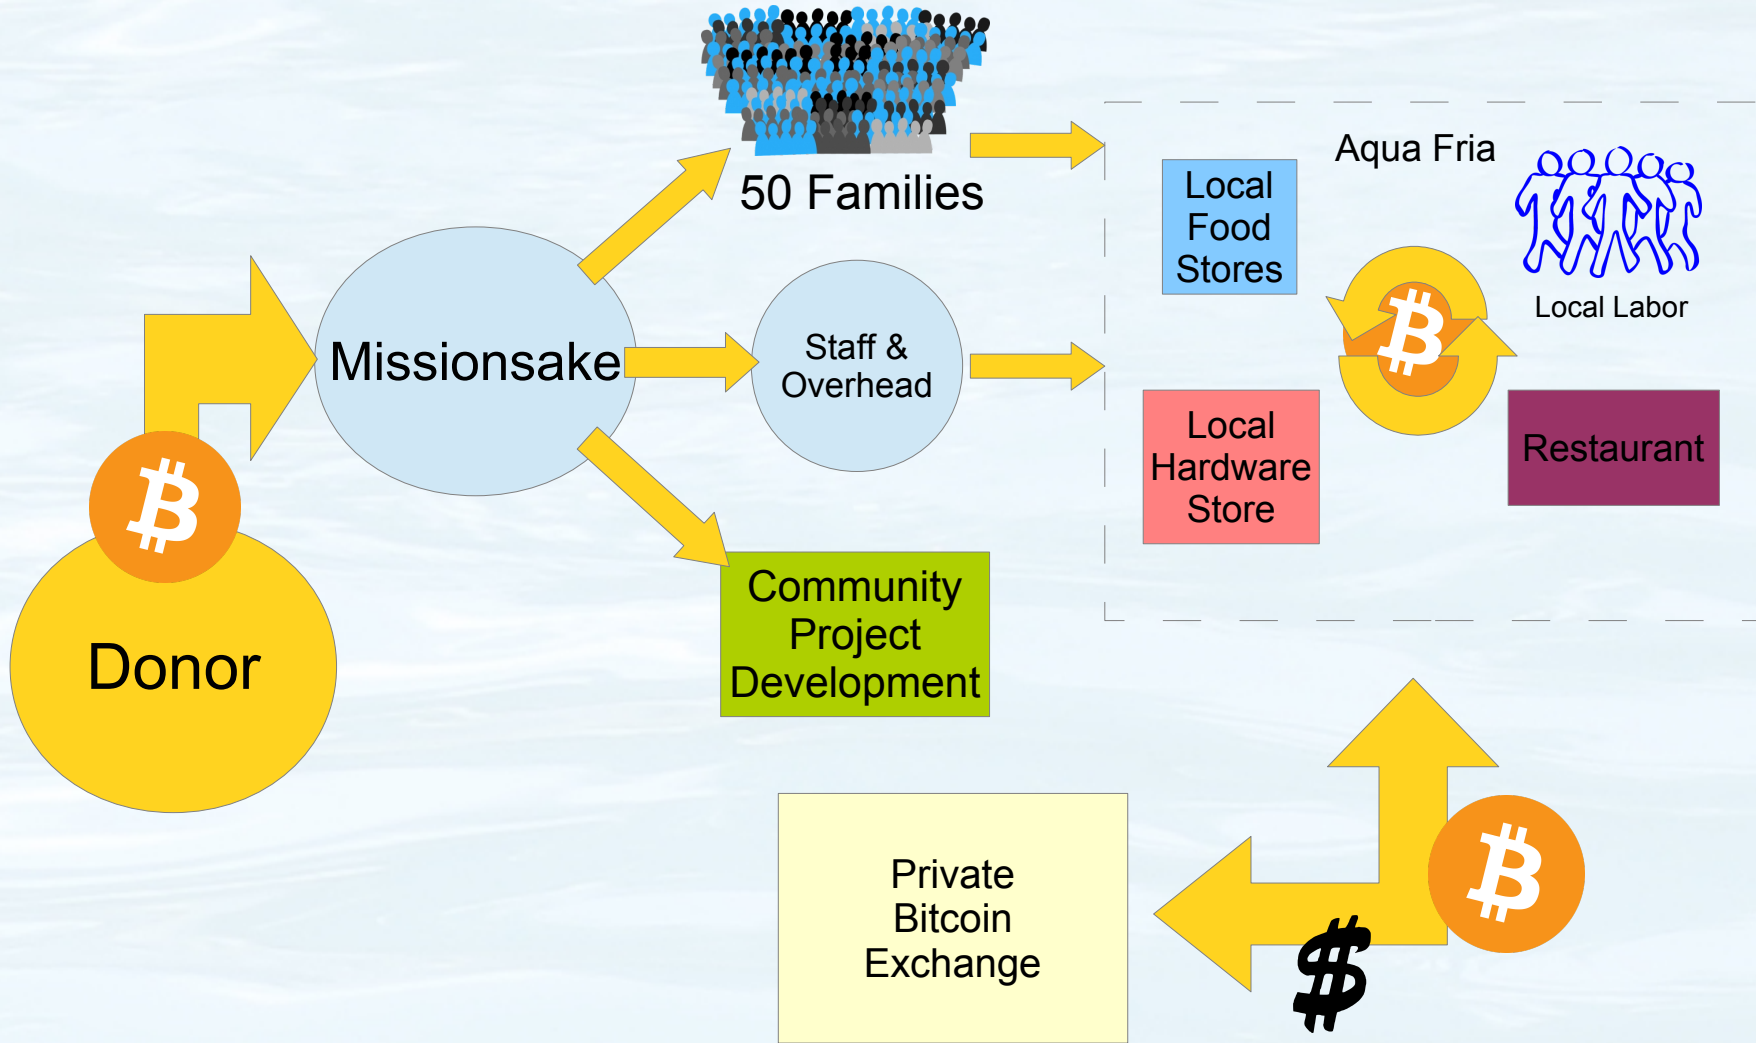 50 Families
Aqua Fria
Local
Food
Stores
Local Labor
Missionsake
Staff &
Overhead
Local
Hardware
Store
Restaurant
Donor
Community
Project
Development
Private
Bitcoin
Exchange
$